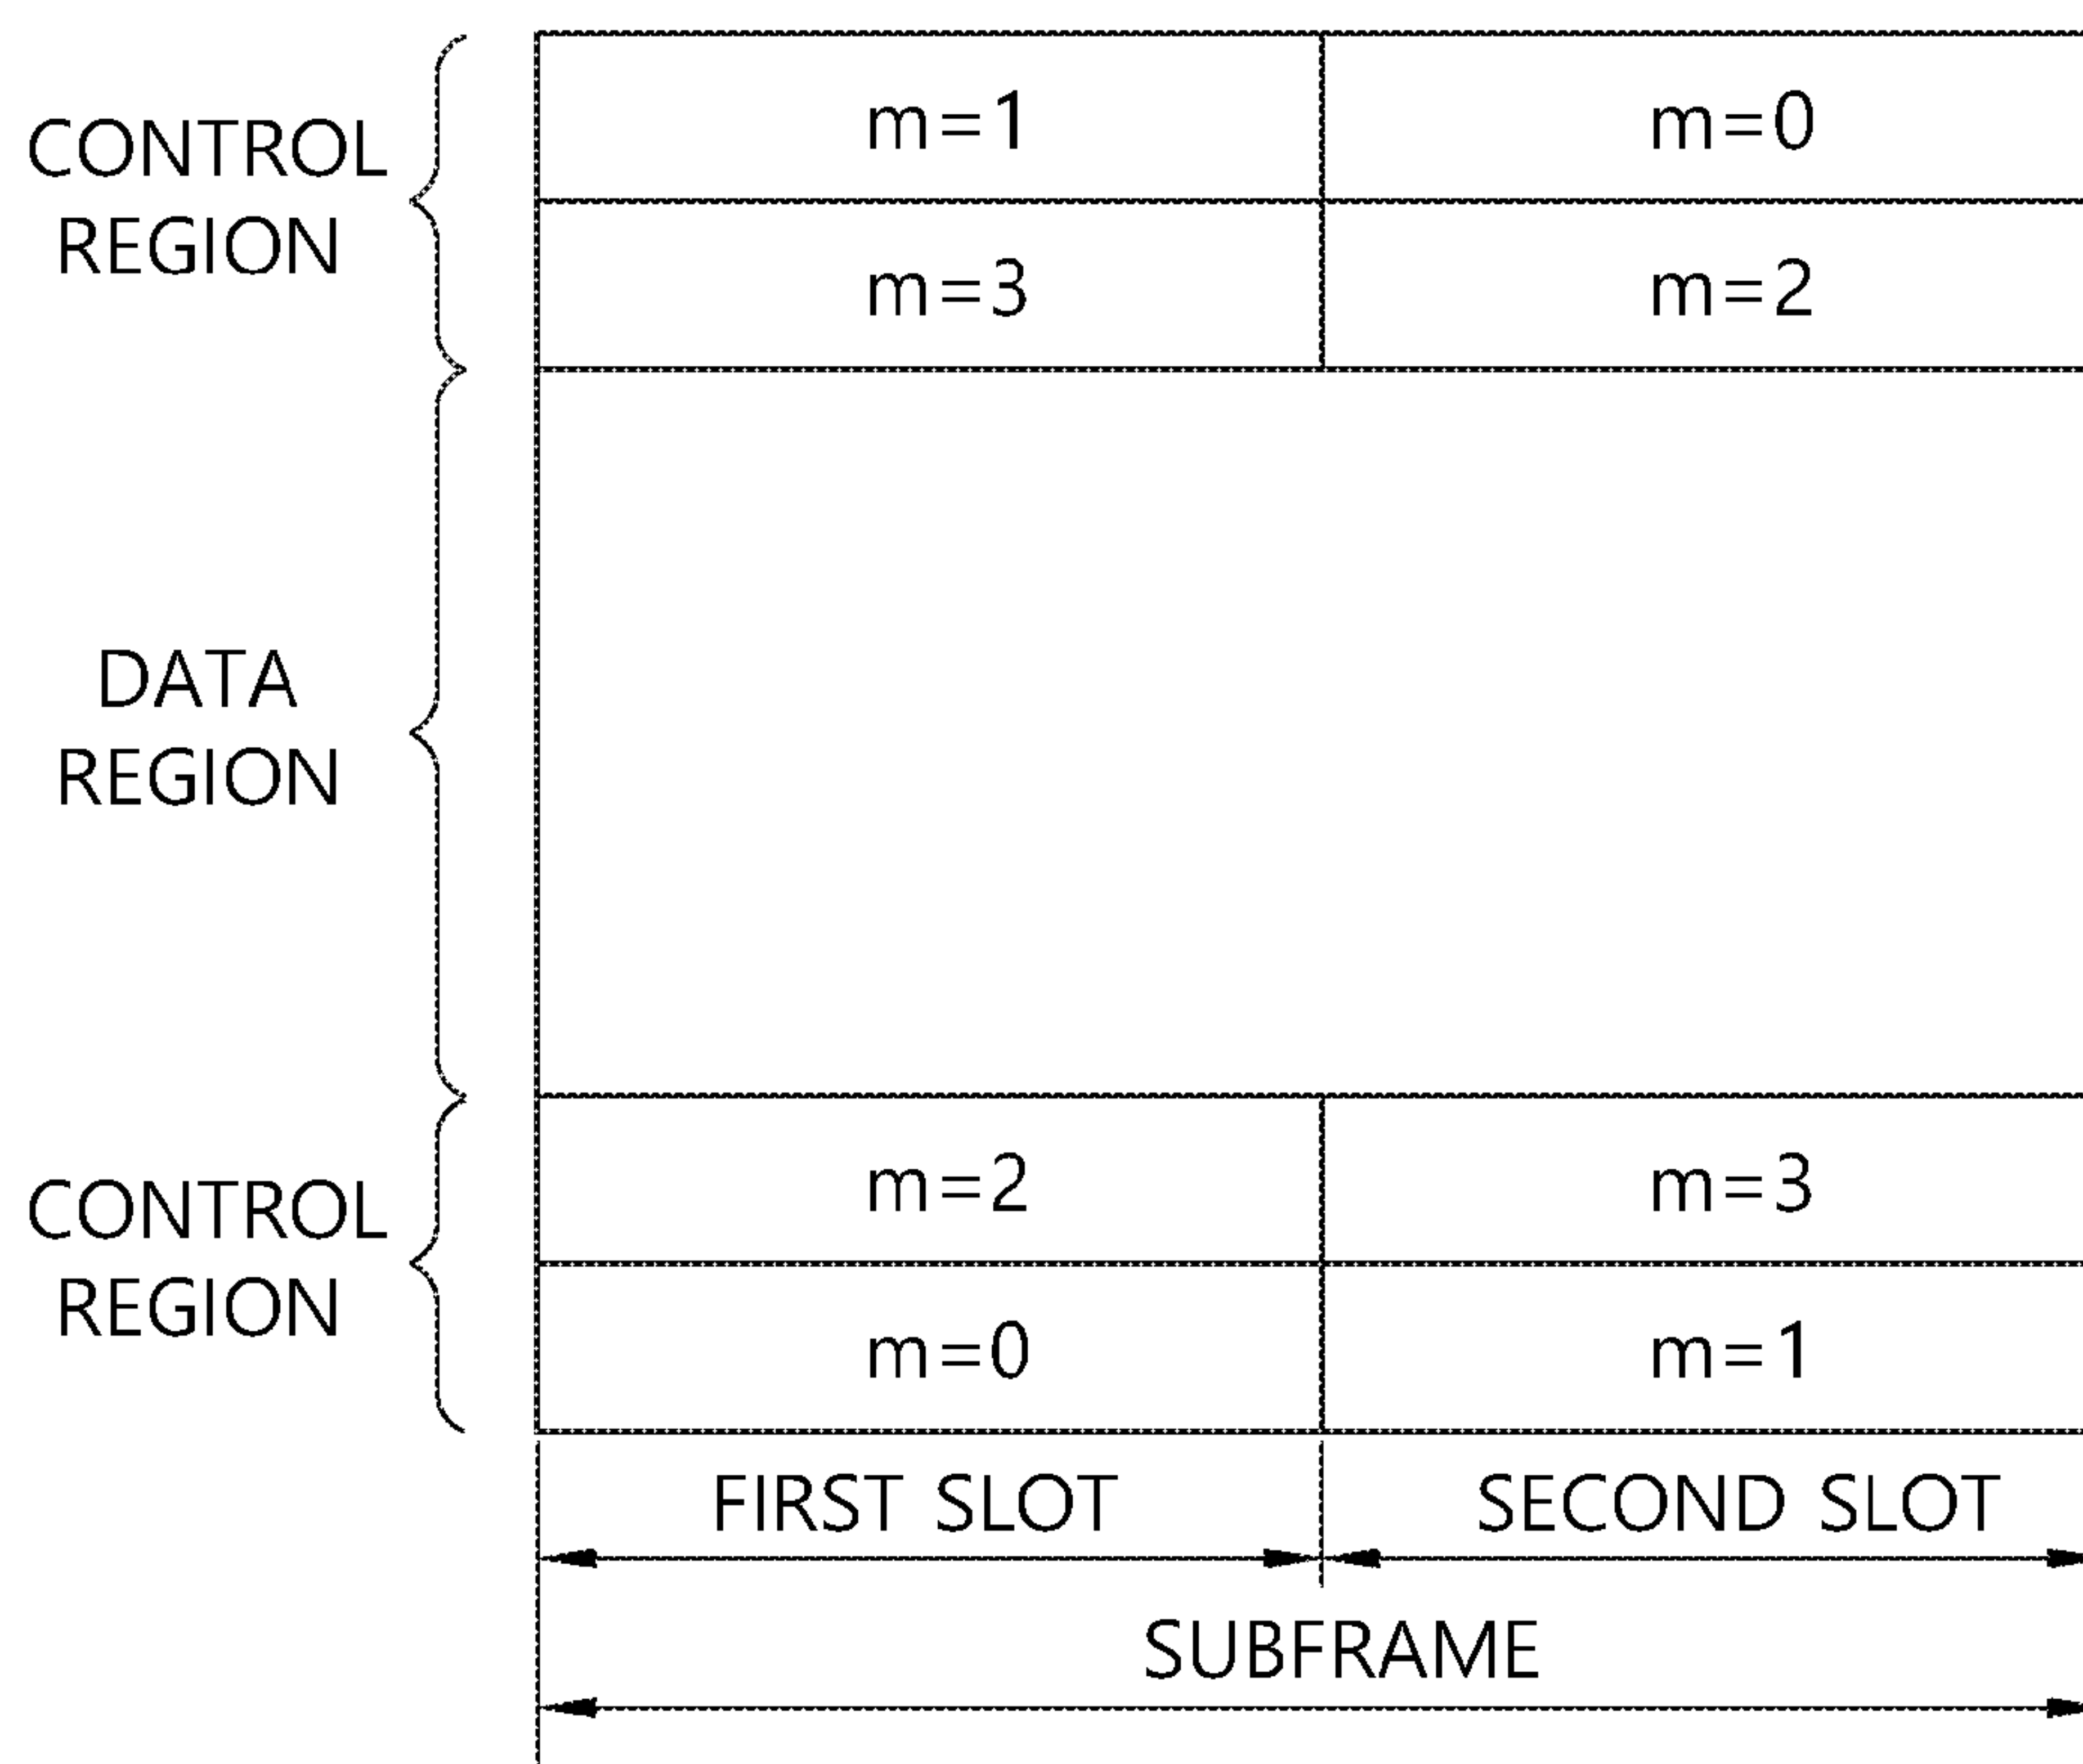 CONTROL
REGION
m=1
m=0
m=3
m=2
DATA
REGION
CONTROL
REGION
m=2
m=3
m=0
m=1
FIRST SLOT
SECOND SLOT
SUBFRAME